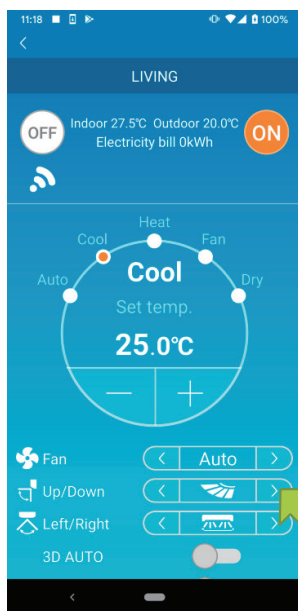 11:18 100%
LIVING
OFF Indoor 27.5℃ Outdoor 20.0℃ ON
Electricity bill 0kWh
Heat
Cool Fan
Auto Cool Dry
Set temp.
25.0℃
Fan Auto
Up/Down
Left/Right
3D AUTO